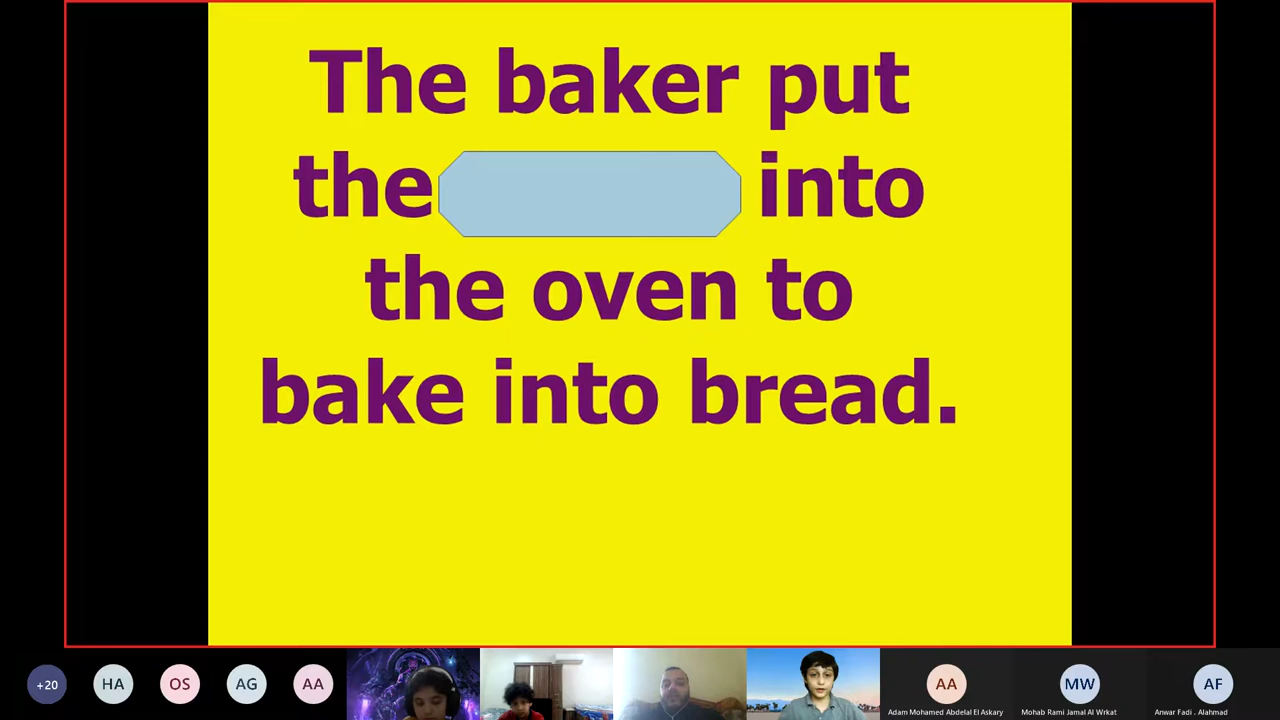 The baker put
the into
the oven to
bake into bread.
+20
HA
OS
AG
AA
AA
Adam Mohamed Abdelal El Askary
MW
Mohab Rami Jamal Al Wrkat
AF
Anwar Fadi . Alahmad